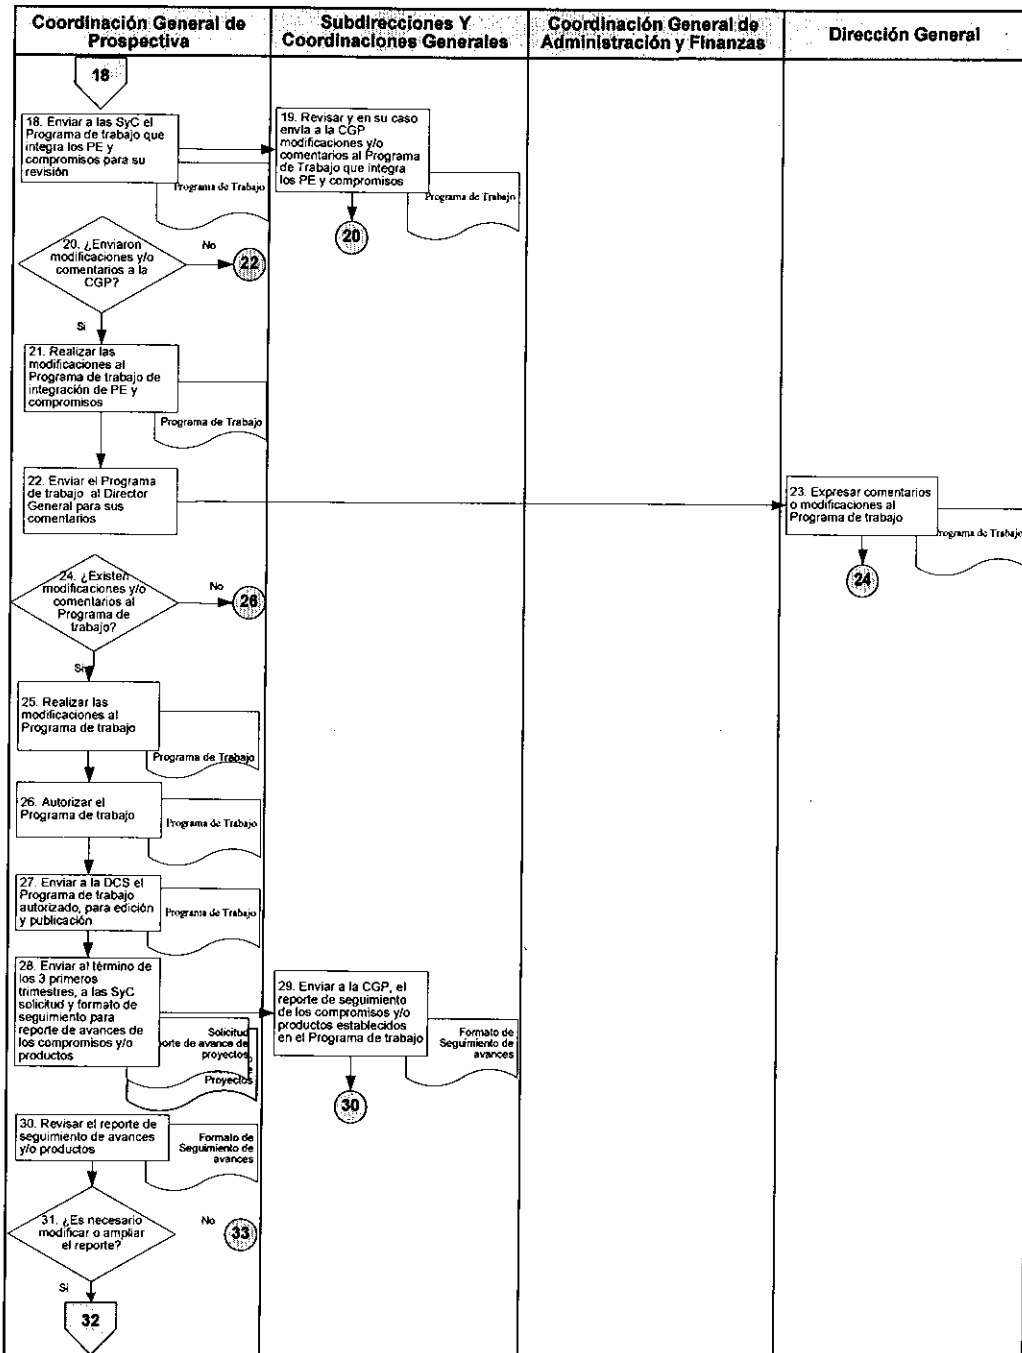 Coordinación General de
Prospectiva
Subdirecciones Y
Coordinaciones Generales
Coordinación General de
Administración y Finanzas
Dirección General
18
18. Enviar a las SyC el
Programa de trabajo que
integra los PE y
compromisos para su
revisión
Programa de Trabajo
19. Revisar y en su caso
envía a la CGP
modificaciones y/o
comentarios al Programa
de Trabajo que integra
los PE y compromisos
Programa de Trabajo
20
20. ¿Enviaron
modificaciones y/o
comentarios a la
CGP?
No
22
Si
21. Realizar las
modificaciones al
Programa de trabajo de
integración de PE y
compromisos
Programa de Trabajo
22. Enviar el Programa
de trabajo al Director
General para sus
comentarios
23. Expresar comentarios
o modificaciones al
Programa de trabajo
rograma de Trabajo
24
24. ¿Existen
modificaciones y/o
comentarios al
Programa de
trabajo?
No
26
Si
25. Realizar las
modificaciones al
Programa de trabajo
Programa de Trabajo
26. Autorizar el
Programa de trabajo
Programa de Trabajo
27. Enviar a la DCS el
Programa de trabajo
autorizado, para edición
y publicación
Programa de Trabajo
28. Enviar al término de
los 3 primeros
trimestres, a las SyC
solicitud y formato de
seguimiento para
reporte de avances de
los compromisos y/o
productos
Solicitud
porte de avance de
proyectos
Proyectos
29. Enviar a la CGP, el
reporte de seguimiento
de los compromisos y/o
productos establecidos
en el Programa de trabajo
Formato de
Seguimiento de
avances
30
30. Revisar el reporte de
seguimiento de avances
y/o productos
Formato de
Seguimiento de
avances
31. ¿Es necesario
modificar o ampliar
el reporte?
No
33
Si
32